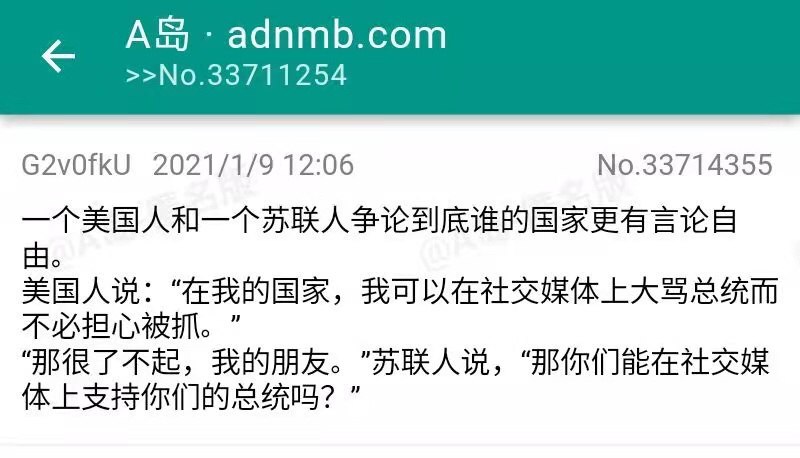 A岛 · adnmb.com
>>No.33711254
G2v0fkU 2021/1/9 12:06 No.33714355
一个美国人和一个苏联人争论到底谁的国家更有言论自
由。
美国人说：“在我的国家，我可以在社交媒体上大骂总统而
不必担心被抓。”
“那很了不起，我的朋友。”苏联人说，“那你们能在社交媒
体上支持你们的总统吗？”